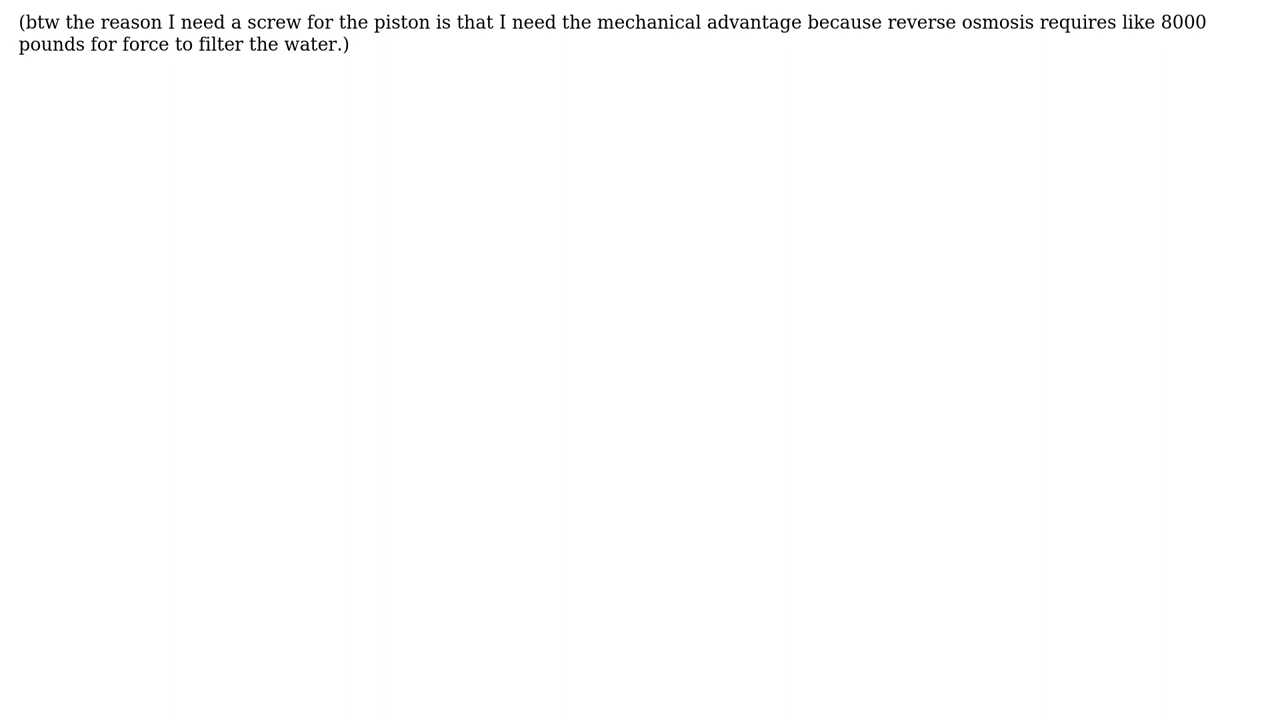 (btw the reason I need a screw for the piston is that I need the mechanical advantage because reverse osmosis requires like 8000
pounds for force to filter the water.)